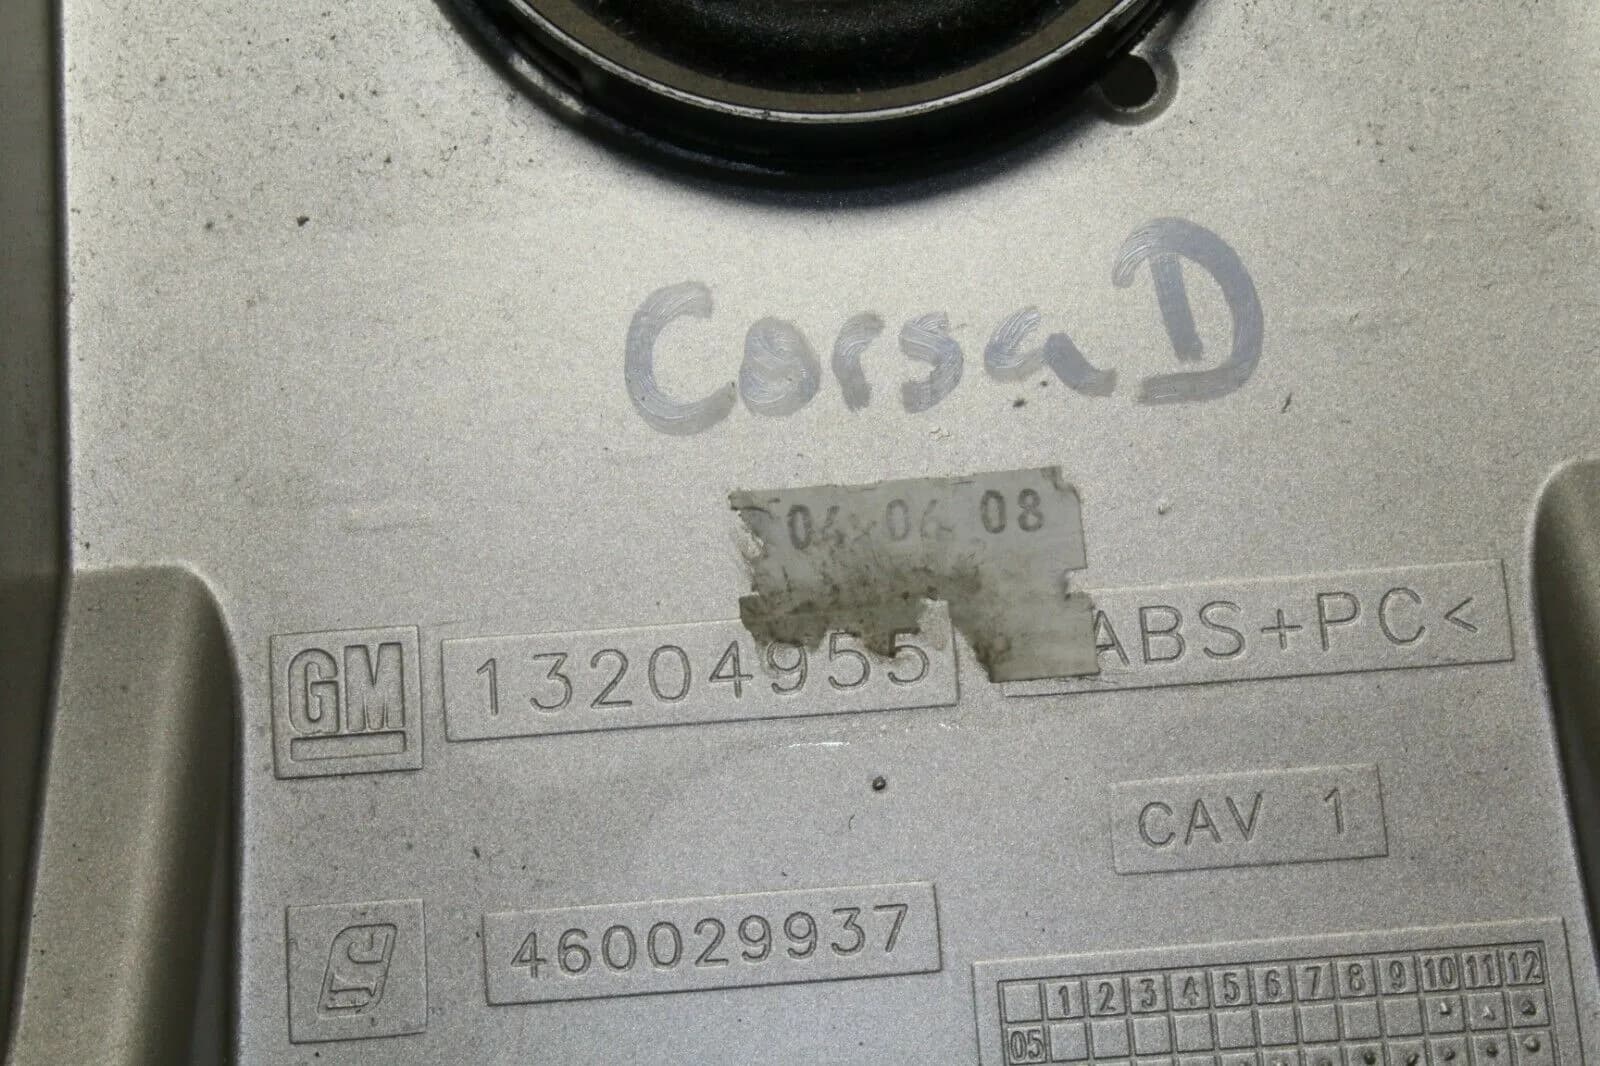 Corsa D
04 06 08
GM 13204955 ABS+PC<
CAV 1
460029937
1 2 3 4 5 6 7 8 9 10 11 12
05